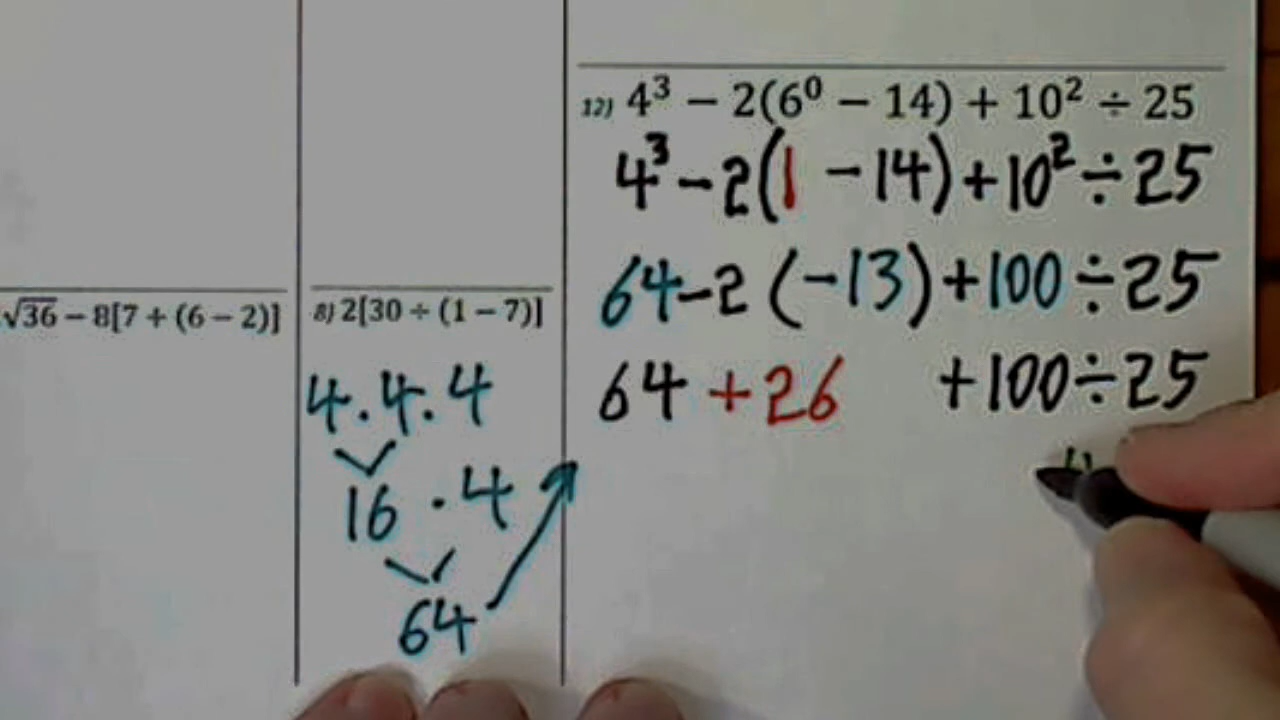 √36 − 8[7 + (6 − 2)]
8) 2[30 ÷ (1 − 7)]
4 . 4 . 4
16 . 4
64
12) 4³ − 2(6⁰ − 14) + 10² ÷ 25
4³ − 2(1 − 14) + 10² ÷ 25
64 − 2 (−13) + 100 ÷ 25
64 + 26 + 100 ÷ 25